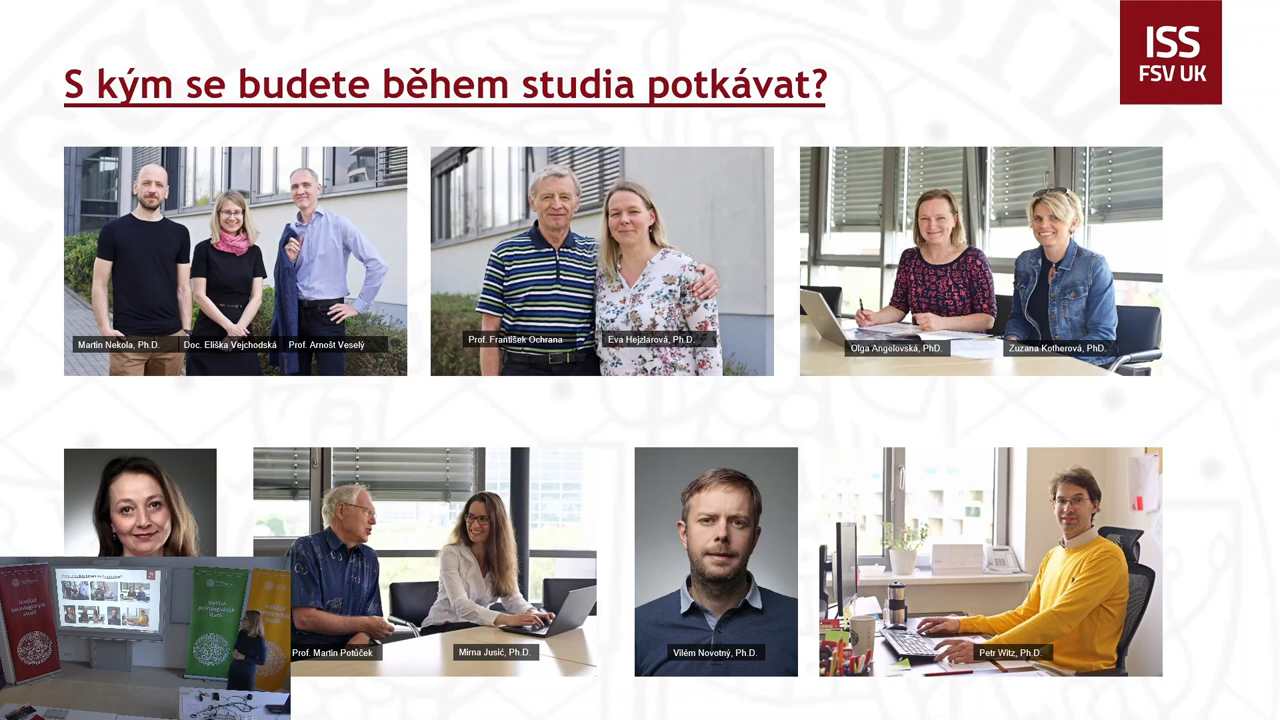 ISS
FSV UK
S kým se budete během studia potkávat?
Martin Nekola, Ph.D.
Doc. Eliška Vejchodská
Prof. Arnošt Veselý
Prof. František Ochrana
Eva Hejzlarová, Ph.D.
Olga Angelovská, PhD.
Zuzana Kotherová, PhD.
Prof. Martin Potůček
Mirna Jusić, Ph.D.
Vilém Novotný, Ph.D.
Petr Witz, Ph.D.